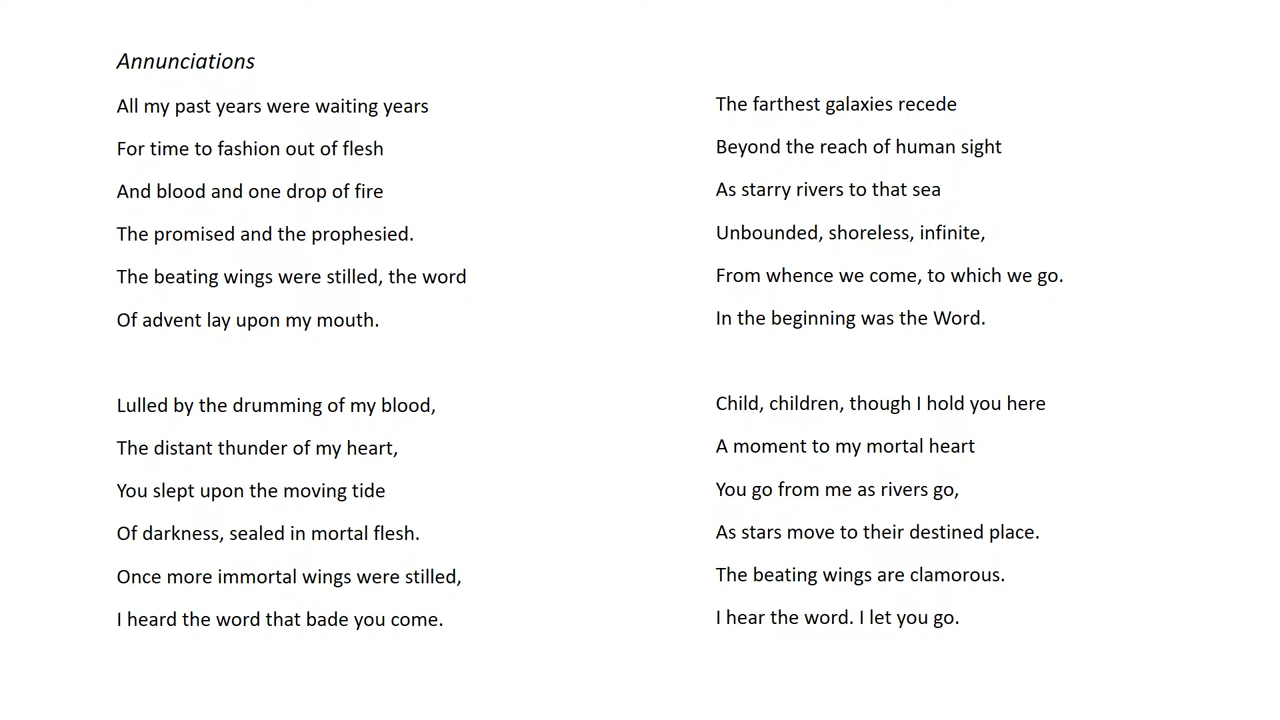 Annunciations
All my past years were waiting years
For time to fashion out of flesh
And blood and one drop of fire
The promised and the prophesied.
The beating wings were stilled, the word
Of advent lay upon my mouth.
Lulled by the drumming of my blood,
The distant thunder of my heart,
You slept upon the moving tide
Of darkness, sealed in mortal flesh.
Once more immortal wings were stilled,
I heard the word that bade you come.
The farthest galaxies recede
Beyond the reach of human sight
As starry rivers to that sea
Unbounded, shoreless, infinite,
From whence we come, to which we go.
In the beginning was the Word.
Child, children, though I hold you here
A moment to my mortal heart
You go from me as rivers go,
As stars move to their destined place.
The beating wings are clamorous.
I hear the word. I let you go.